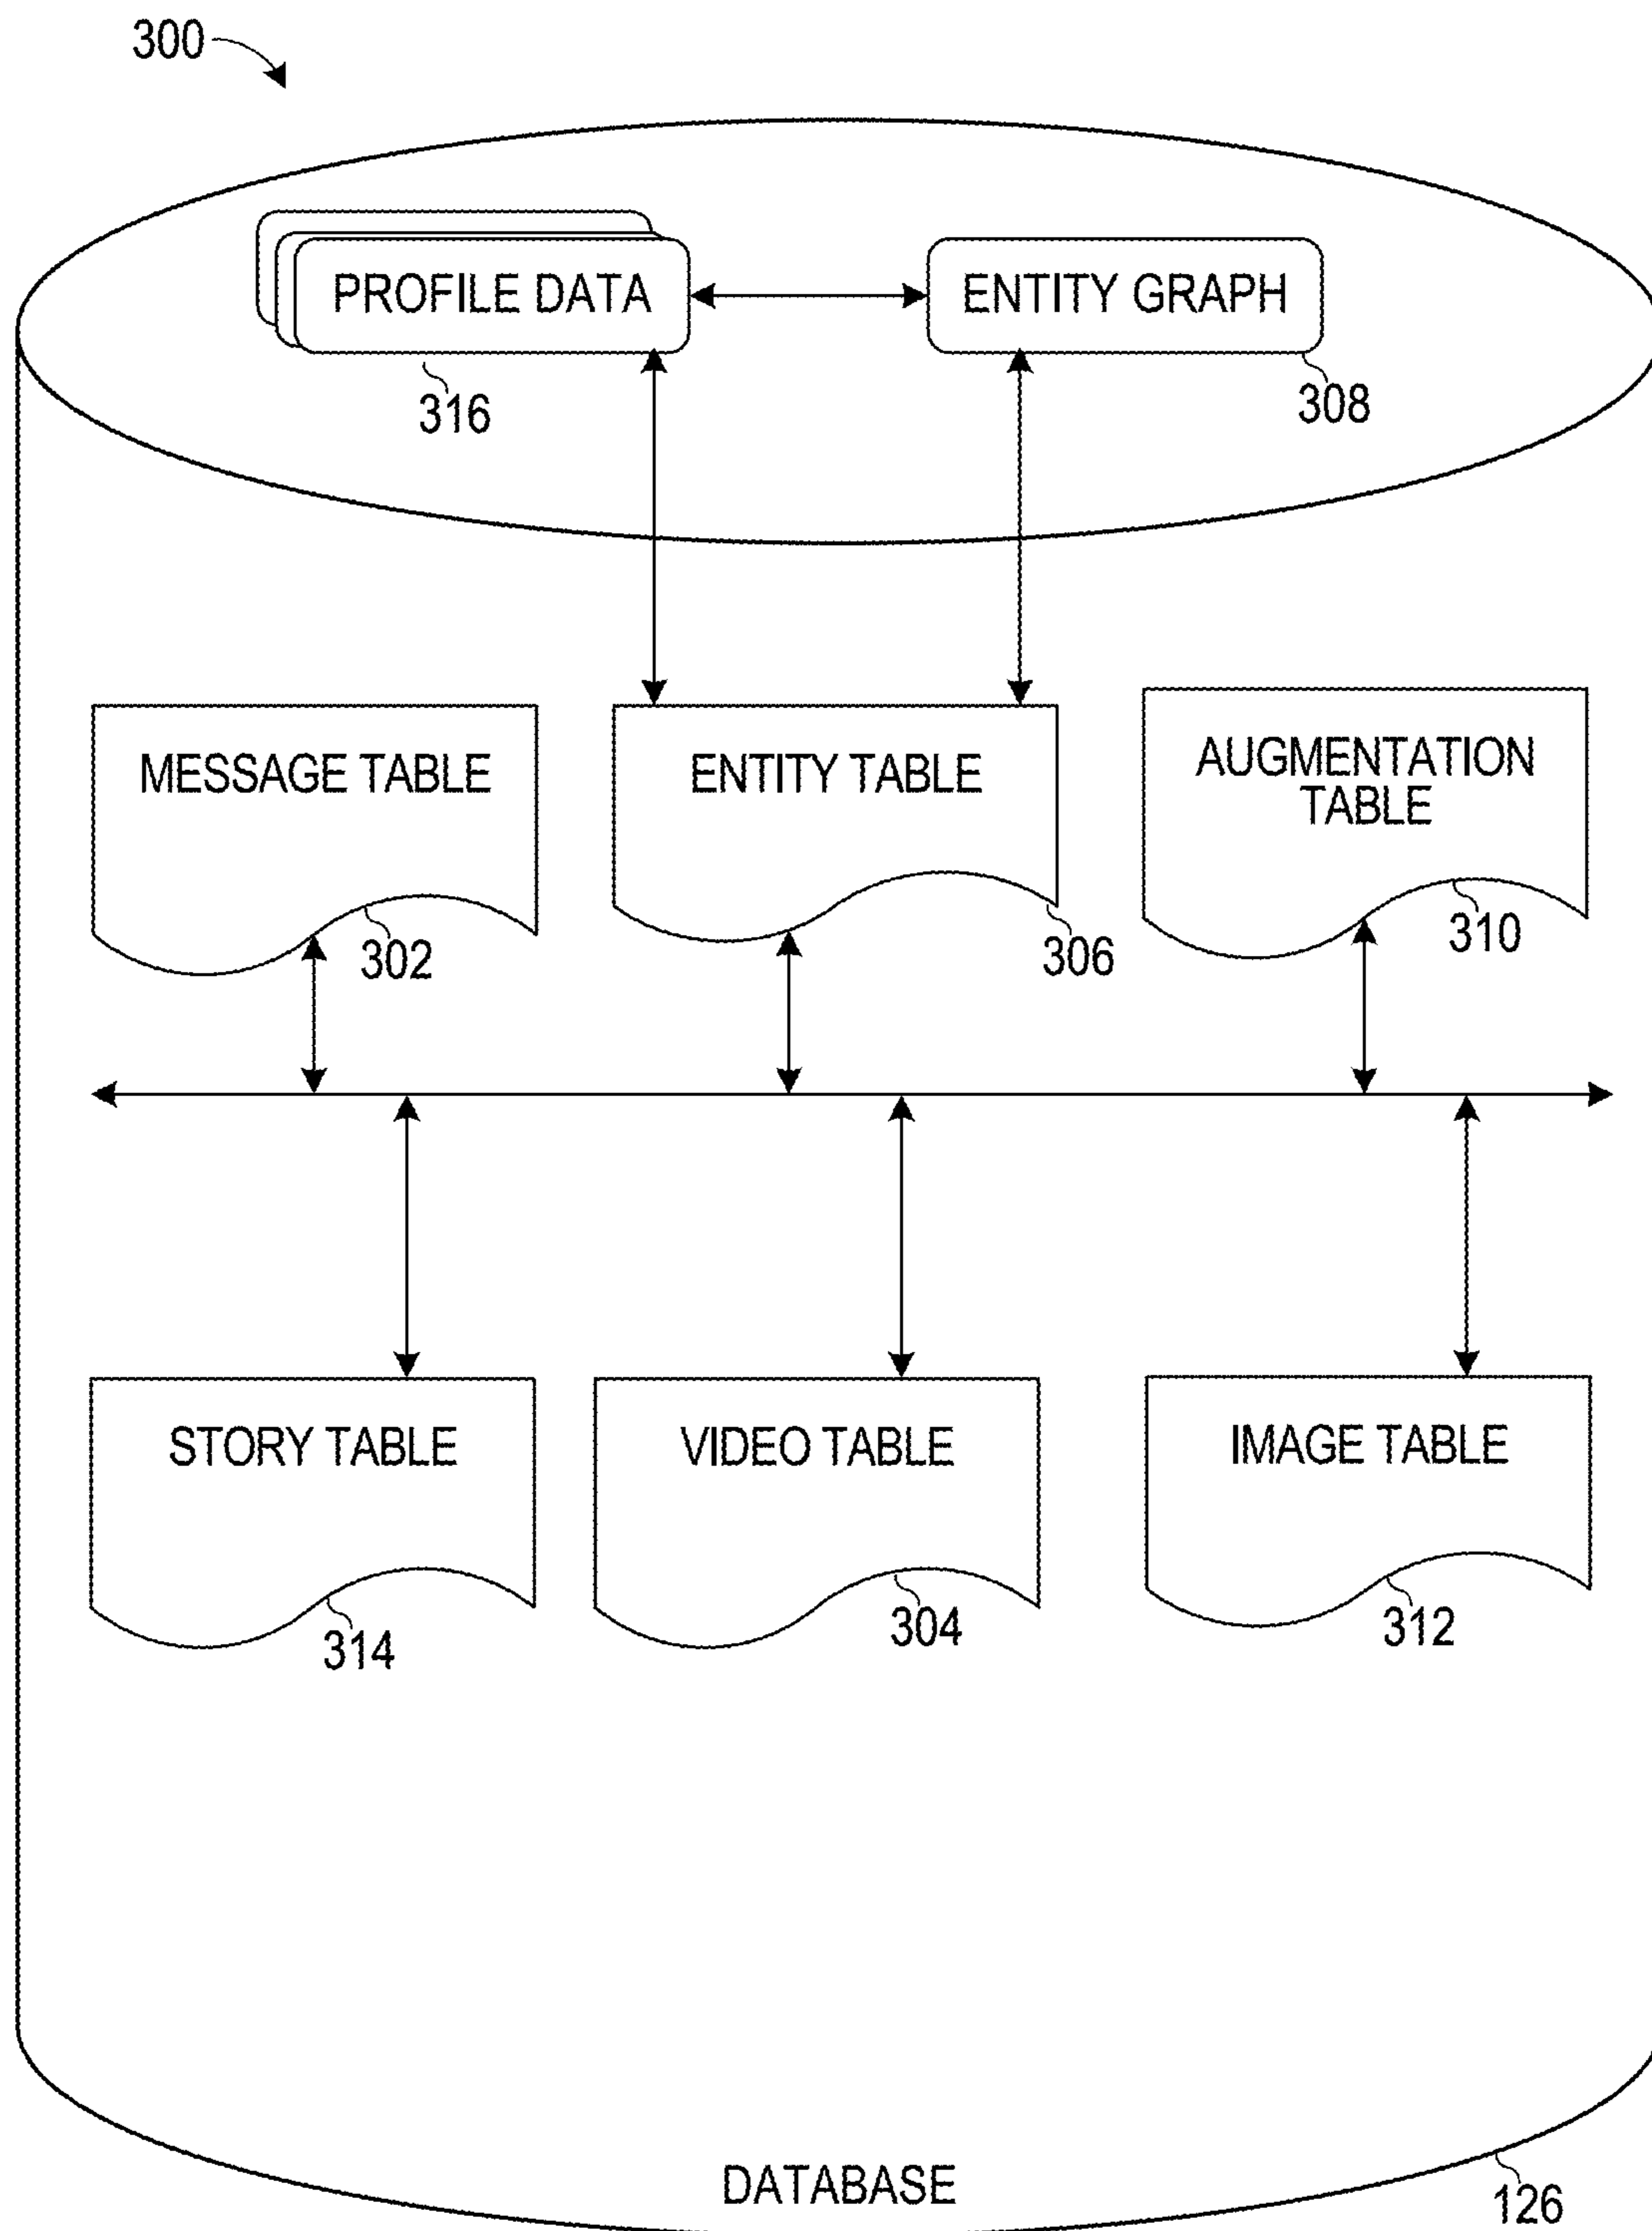 300
PROFILE DATA
ENTITY GRAPH
316
308
MESSAGE TABLE
ENTITY TABLE
AUGMENTATION
TABLE
302
306
310
STORY TABLE
VIDEO TABLE
IMAGE TABLE
314
304
312
DATABASE
126